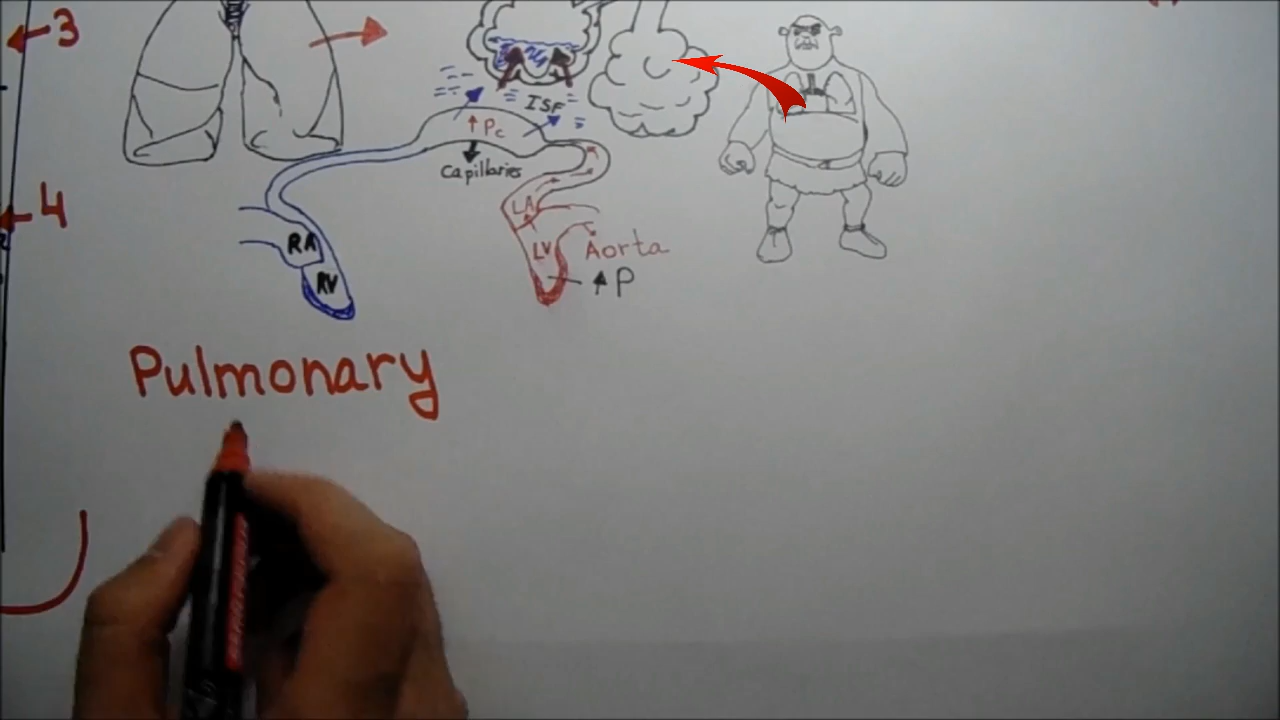 3
ISF
↑ Pc
Capillaries
4
LA
RA
LV
Aorta
RV
↑ P
Pulmonary